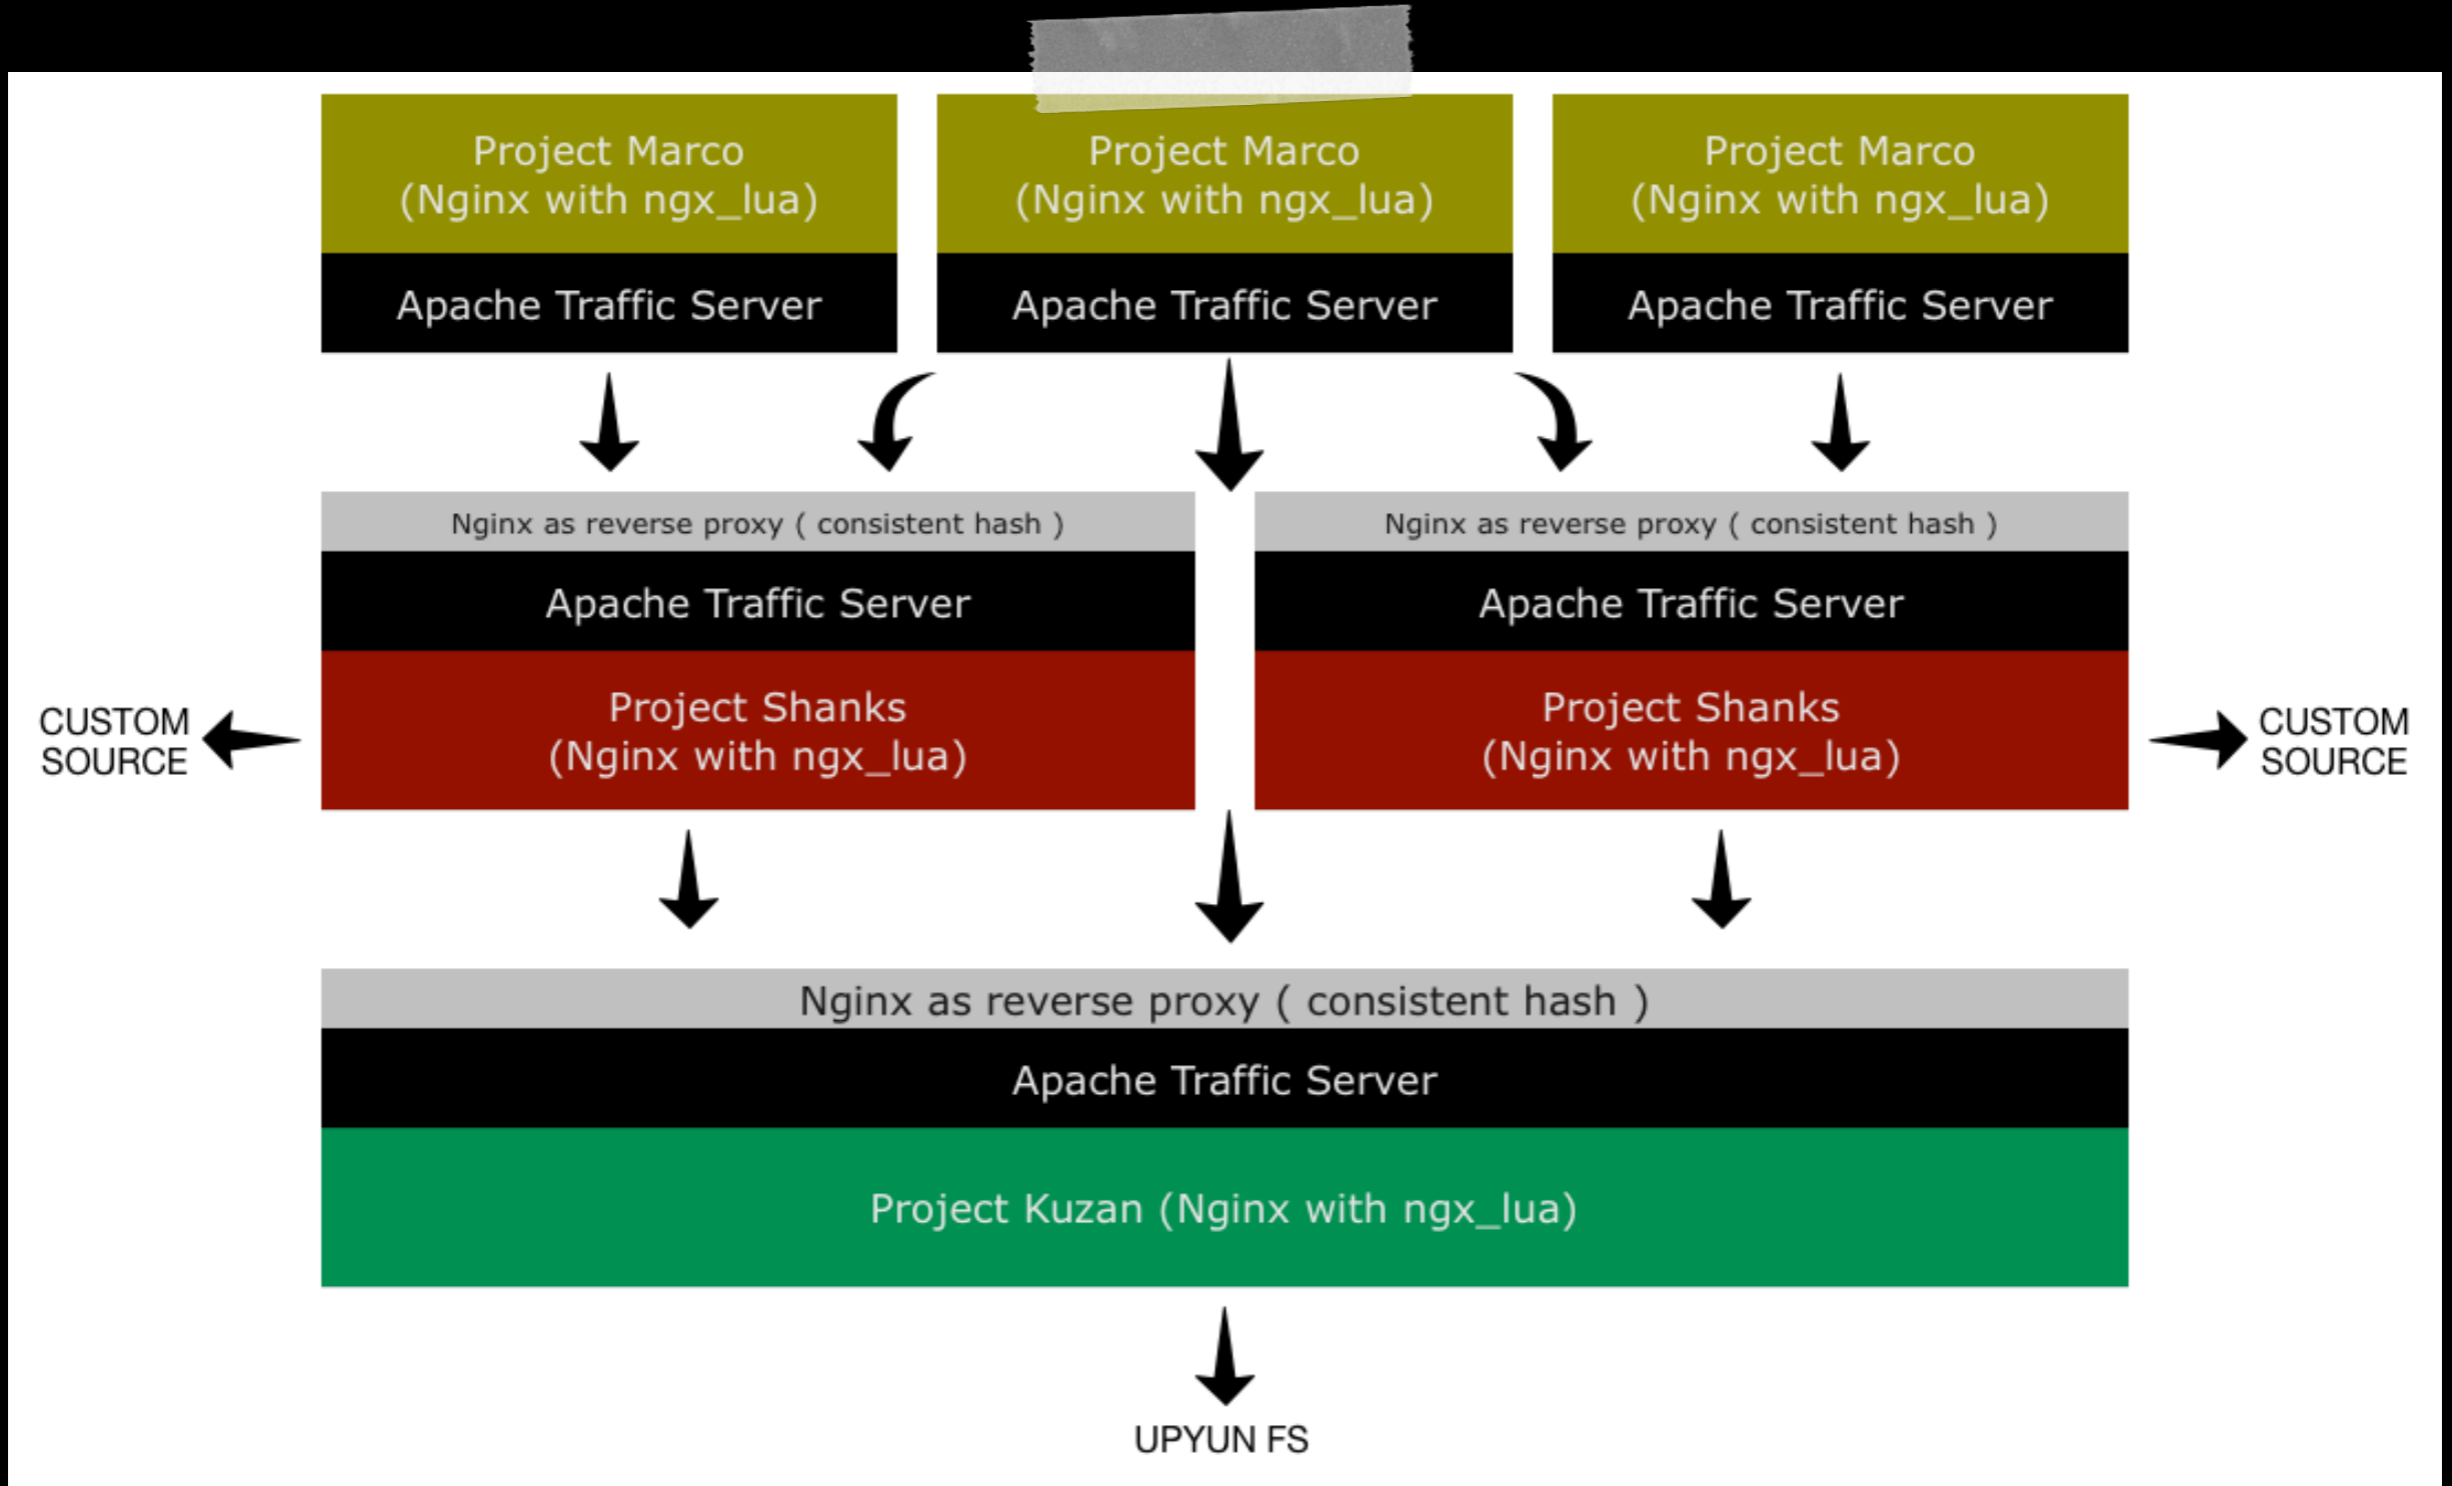 Project Marco
(Nginx with ngx_lua)
Apache Traffic Server
Project Marco
(Nginx with ngx_lua)
Apache Traffic Server
Project Marco
(Nginx with ngx_lua)
Apache Traffic Server
Nginx as reverse proxy ( consistent hash )
Apache Traffic Server
Project Shanks
(Nginx with ngx_lua)
Nginx as reverse proxy ( consistent hash )
Apache Traffic Server
Project Shanks
(Nginx with ngx_lua)
CUSTOM
SOURCE
CUSTOM
SOURCE
Nginx as reverse proxy ( consistent hash )
Apache Traffic Server
Project Kuzan (Nginx with ngx_lua)
UPYUN FS